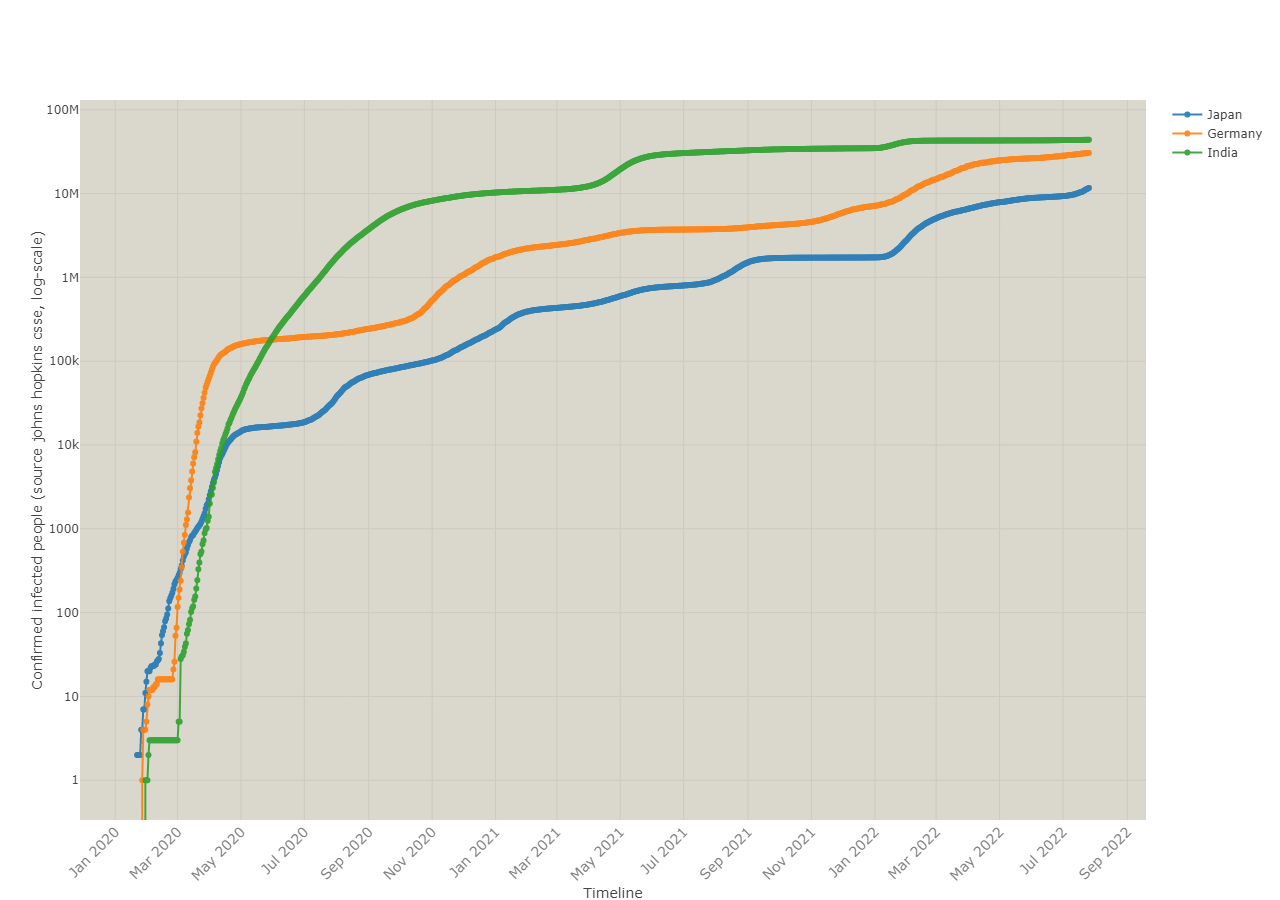 100M
10M
1M
100k
10k
1000
100
10
1
Confirmed infected people (source johns hopkins csse, log-scale)
Jan 2020
Mar 2020
May 2020
Jul 2020
Sep 2020
Nov 2020
Jan 2021
Mar 2021
May 2021
Jul 2021
Sep 2021
Nov 2021
Jan 2022
Mar 2022
May 2022
Jul 2022
Sep 2022
Timeline
Japan
Germany
India